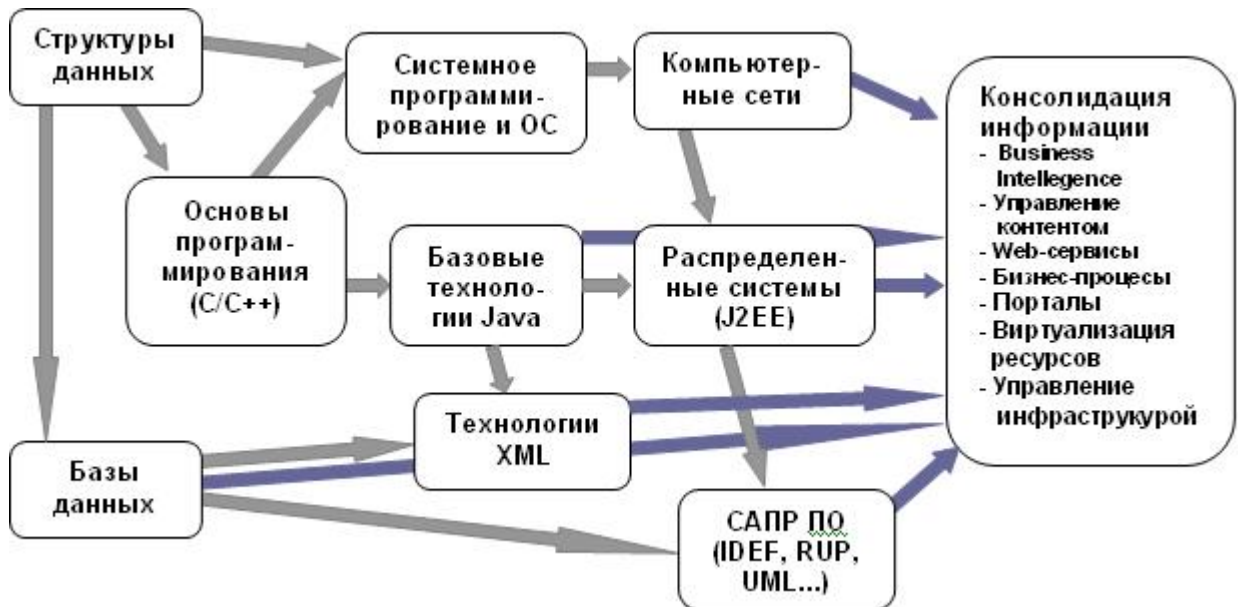 Структуры
данных
Системное
программи-
рование и ОС
Компьютер-
ные сети
Консолидация
информации
- Business
Intellegence
- Управление
контентом
- Web-сервисы
- Бизнес-процесы
- Порталы
- Виртуализация
ресурсов
- Управление
инфраструкурой
Основы
програм-
мирования
(C/C++)
Базовые
техноло-
гии Java
Распределен-
ные системы
(J2EE)
Технологии
XML
Базы
данных
САПР ПО
(IDEF, RUP,
UML...)